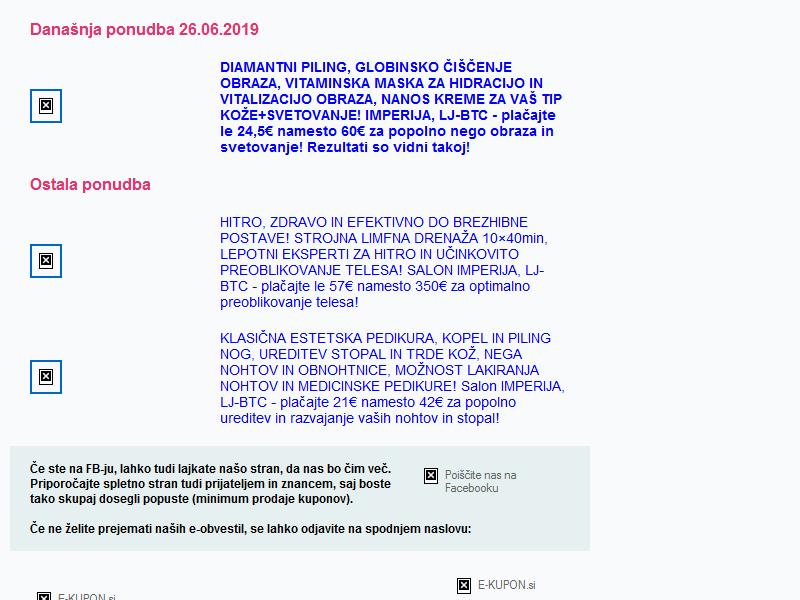 Današnja ponudba 26.06.2019
DIAMANTNI PILING, GLOBINSKO ČIŠČENJE
OBRAZA, VITAMINSKA MASKA ZA HIDRACIJO IN
VITALIZACIJO OBRAZA, NANOS KREME ZA VAŠ TIP
KOŽE+SVETOVANJE! IMPERIJA, LJ-BTC - plačajte
le 24,5€ namesto 60€ za popolno nego obraza in
svetovanje! Rezultati so vidni takoj!
Ostala ponudba
HITRO, ZDRAVO IN EFEKTIVNO DO BREZHIBNE
POSTAVE! STROJNA LIMFNA DRENAŽA 10×40min,
LEPOTNI EKSPERTI ZA HITRO IN UČINKOVITO
PREOBLIKOVANJE TELESA! SALON IMPERIJA, LJ-
BTC - plačajte le 57€ namesto 350€ za optimalno
preoblikovanje telesa!
KLASIČNA ESTETSKA PEDIKURA, KOPEL IN PILING
NOG, UREDITEV STOPAL IN TRDE KOŽ, NEGA
NOHTOV IN OBNOHTNICE, MOŽNOST LAKIRANJA
NOHTOV IN MEDICINSKE PEDIKURE! Salon IMPERIJA,
LJ-BTC - plačajte 21€ namesto 42€ za popolno
ureditev in razvajanje vaših nohtov in stopal!
Če ste na FB-ju, lahko tudi lajkate našo stran, da nas bo čim več.
Priporočajte spletno stran tudi prijateljem in znancem, saj boste
tako skupaj dosegli popuste (minimum prodaje kuponov).
Poiščite nas na
Facebooku
Če ne želite prejemati naših e-obvestil, se lahko odjavite na spodnjem naslovu:
E-KUPON.si
E-KUPON.si